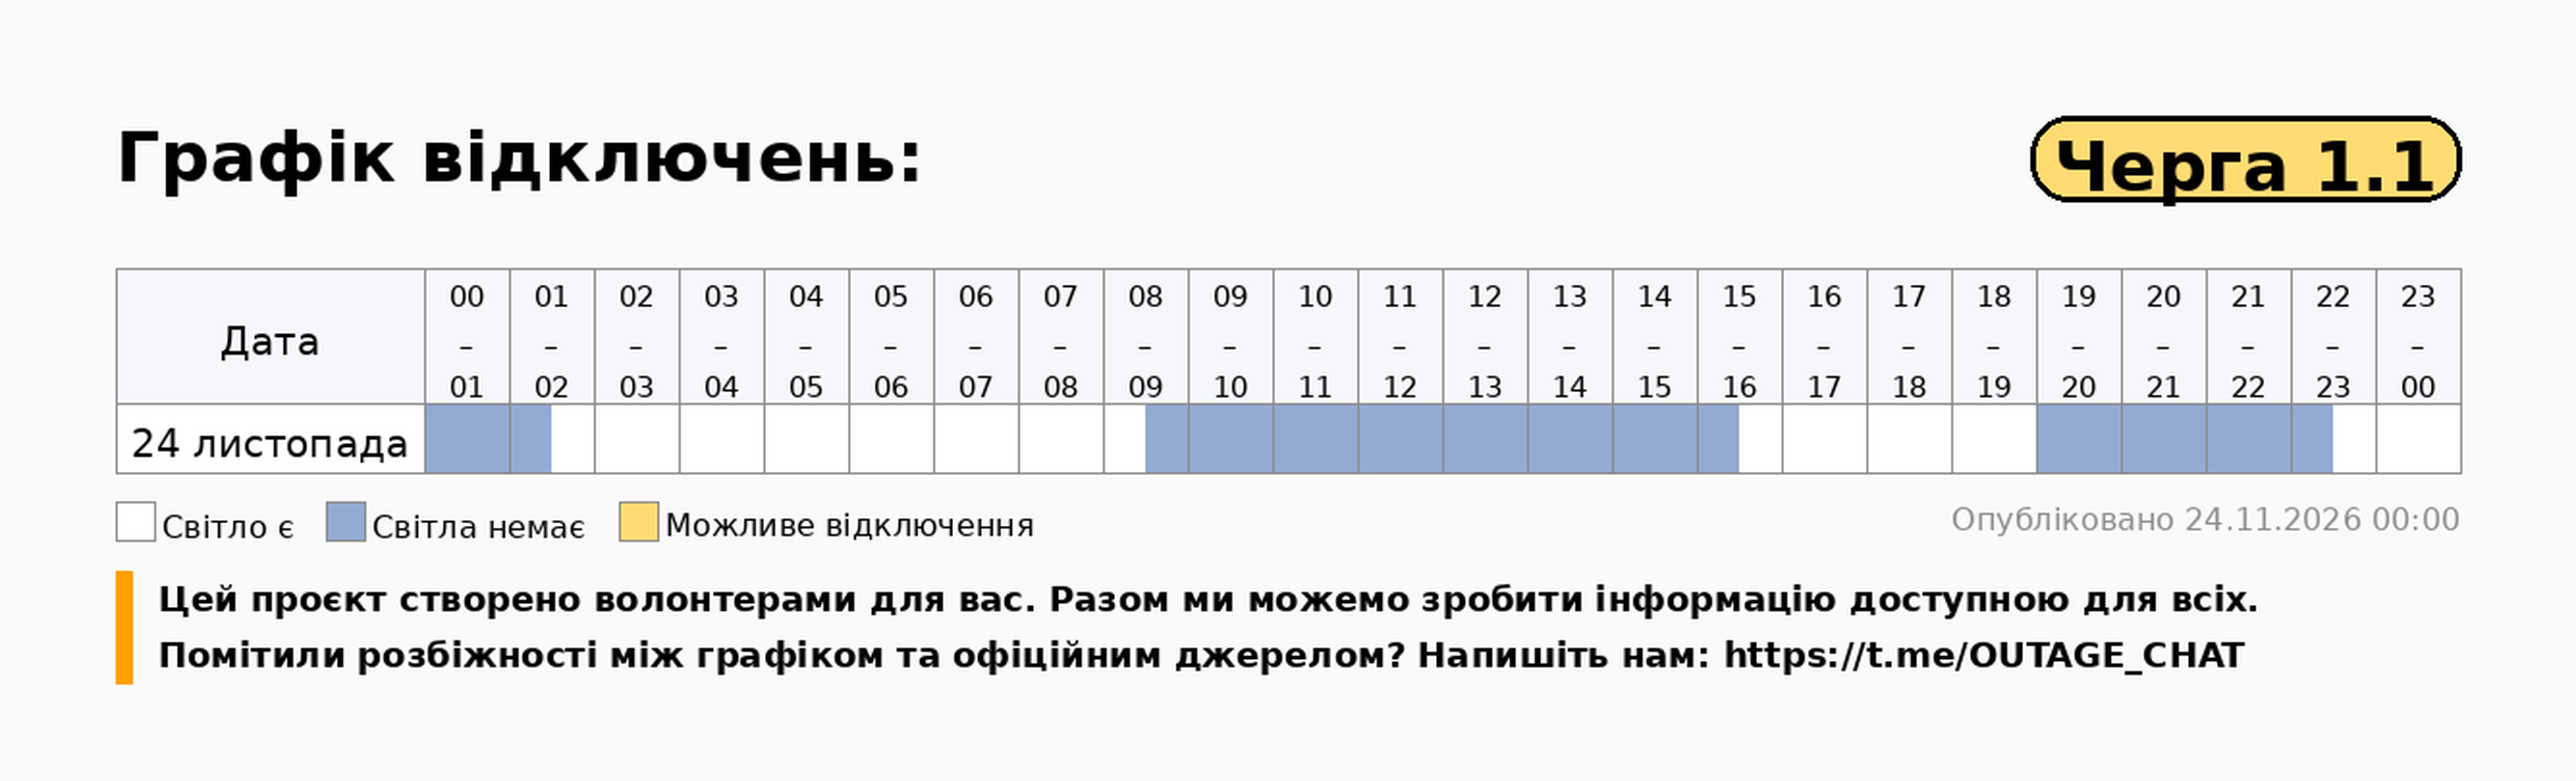 Графік відключень:
Черга 1.1
Дата 00 – 01 01 – 02 02 – 03 03 – 04 04 – 05 05 – 06 06 – 07 07 – 08 08 – 09 09 – 10 10 – 11 11 – 12 12 – 13 13 – 14 14 – 15 15 – 16 16 – 17 17 – 18 18 – 19 19 – 20 20 – 21 21 – 22 22 – 23 23 – 00
24 листопада
Світло є Світла немає Можливе відключення
Опубліковано 24.11.2026 00:00
Цей проєкт створено волонтерами для вас. Разом ми можемо зробити інформацію доступною для всіх.
Помітили розбіжності між графіком та офіційним джерелом? Напишіть нам: https://t.me/OUTAGE_CHAT